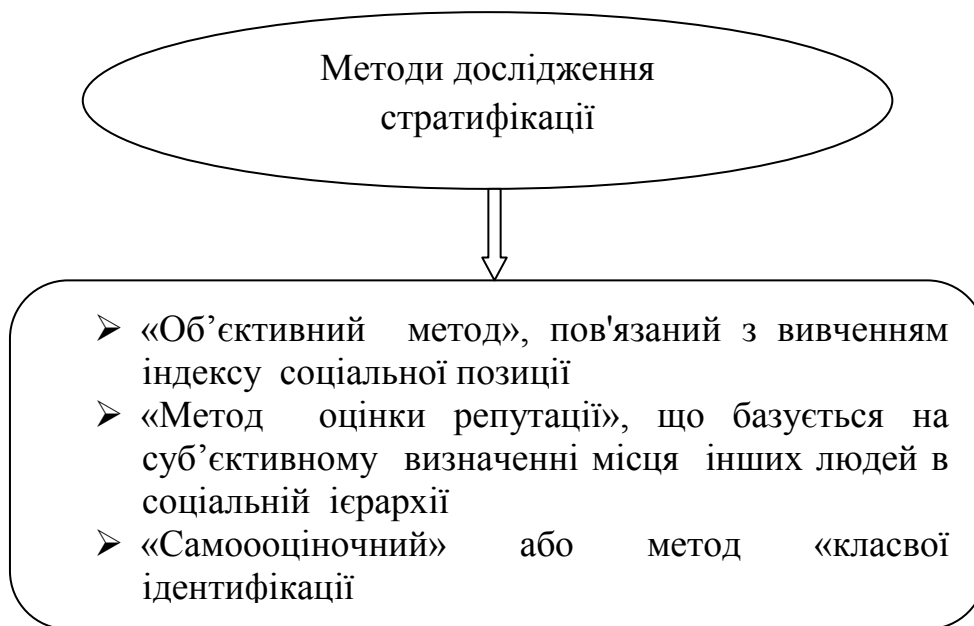 Методи дослідження
стратифікації
➢ «Об’єктивний метод», пов'язаний з вивченням
індексу соціальної позиції
➢ «Метод оцінки репутації», що базується на
суб’єктивному визначенні місця інших людей в
соціальній ієрархії
➢ «Самоооціночний» або метод «класвої
ідентифікації